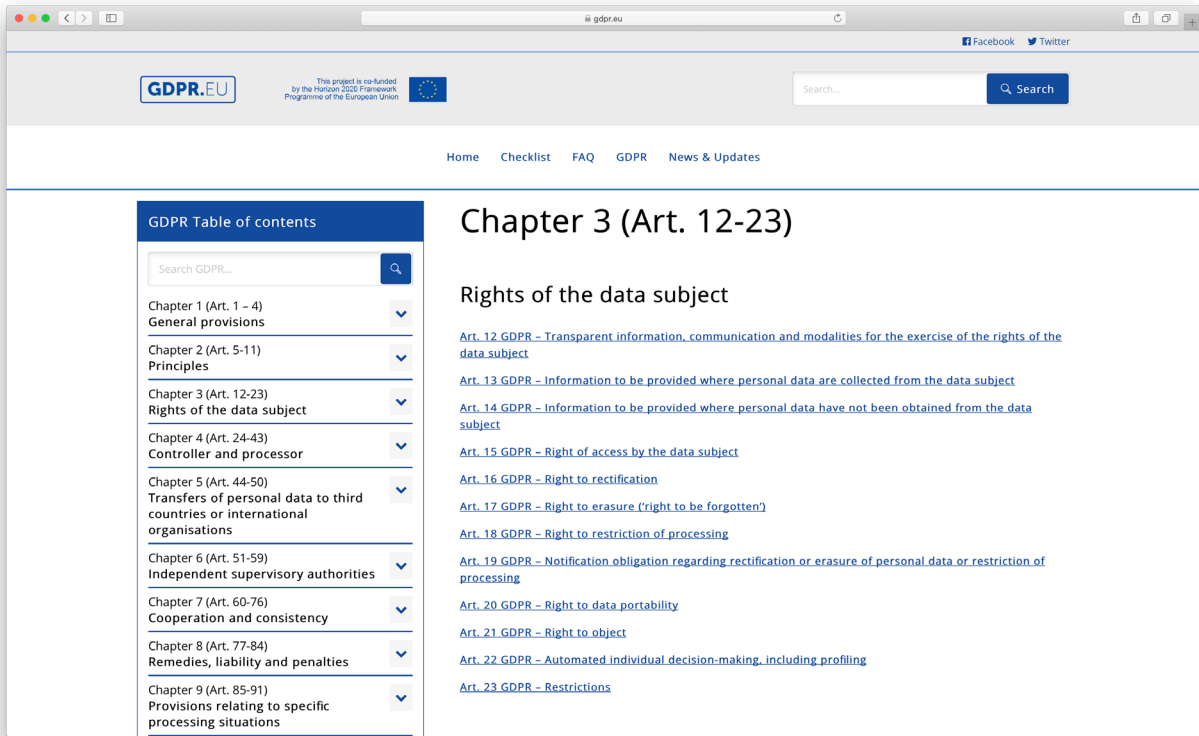 gdpr.eu
Facebook Twitter
GDPR.EU
This project is co-funded
by the Horizon 2020 Framework
Programme of the European Union
Search...
Search
Home Checklist FAQ GDPR News & Updates
GDPR Table of contents
Search GDPR...
Chapter 1 (Art. 1 – 4)
General provisions
Chapter 2 (Art. 5-11)
Principles
Chapter 3 (Art. 12-23)
Rights of the data subject
Chapter 4 (Art. 24-43)
Controller and processor
Chapter 5 (Art. 44-50)
Transfers of personal data to third
countries or international
organisations
Chapter 6 (Art. 51-59)
Independent supervisory authorities
Chapter 7 (Art. 60-76)
Cooperation and consistency
Chapter 8 (Art. 77-84)
Remedies, liability and penalties
Chapter 9 (Art. 85-91)
Provisions relating to specific
processing situations
Chapter 3 (Art. 12-23)
Rights of the data subject
Art. 12 GDPR – Transparent information, communication and modalities for the exercise of the rights of the
data subject
Art. 13 GDPR – Information to be provided where personal data are collected from the data subject
Art. 14 GDPR – Information to be provided where personal data have not been obtained from the data
subject
Art. 15 GDPR – Right of access by the data subject
Art. 16 GDPR – Right to rectification
Art. 17 GDPR – Right to erasure (‘right to be forgotten’)
Art. 18 GDPR – Right to restriction of processing
Art. 19 GDPR – Notification obligation regarding rectification or erasure of personal data or restriction of
processing
Art. 20 GDPR – Right to data portability
Art. 21 GDPR – Right to object
Art. 22 GDPR – Automated individual decision-making, including profiling
Art. 23 GDPR – Restrictions